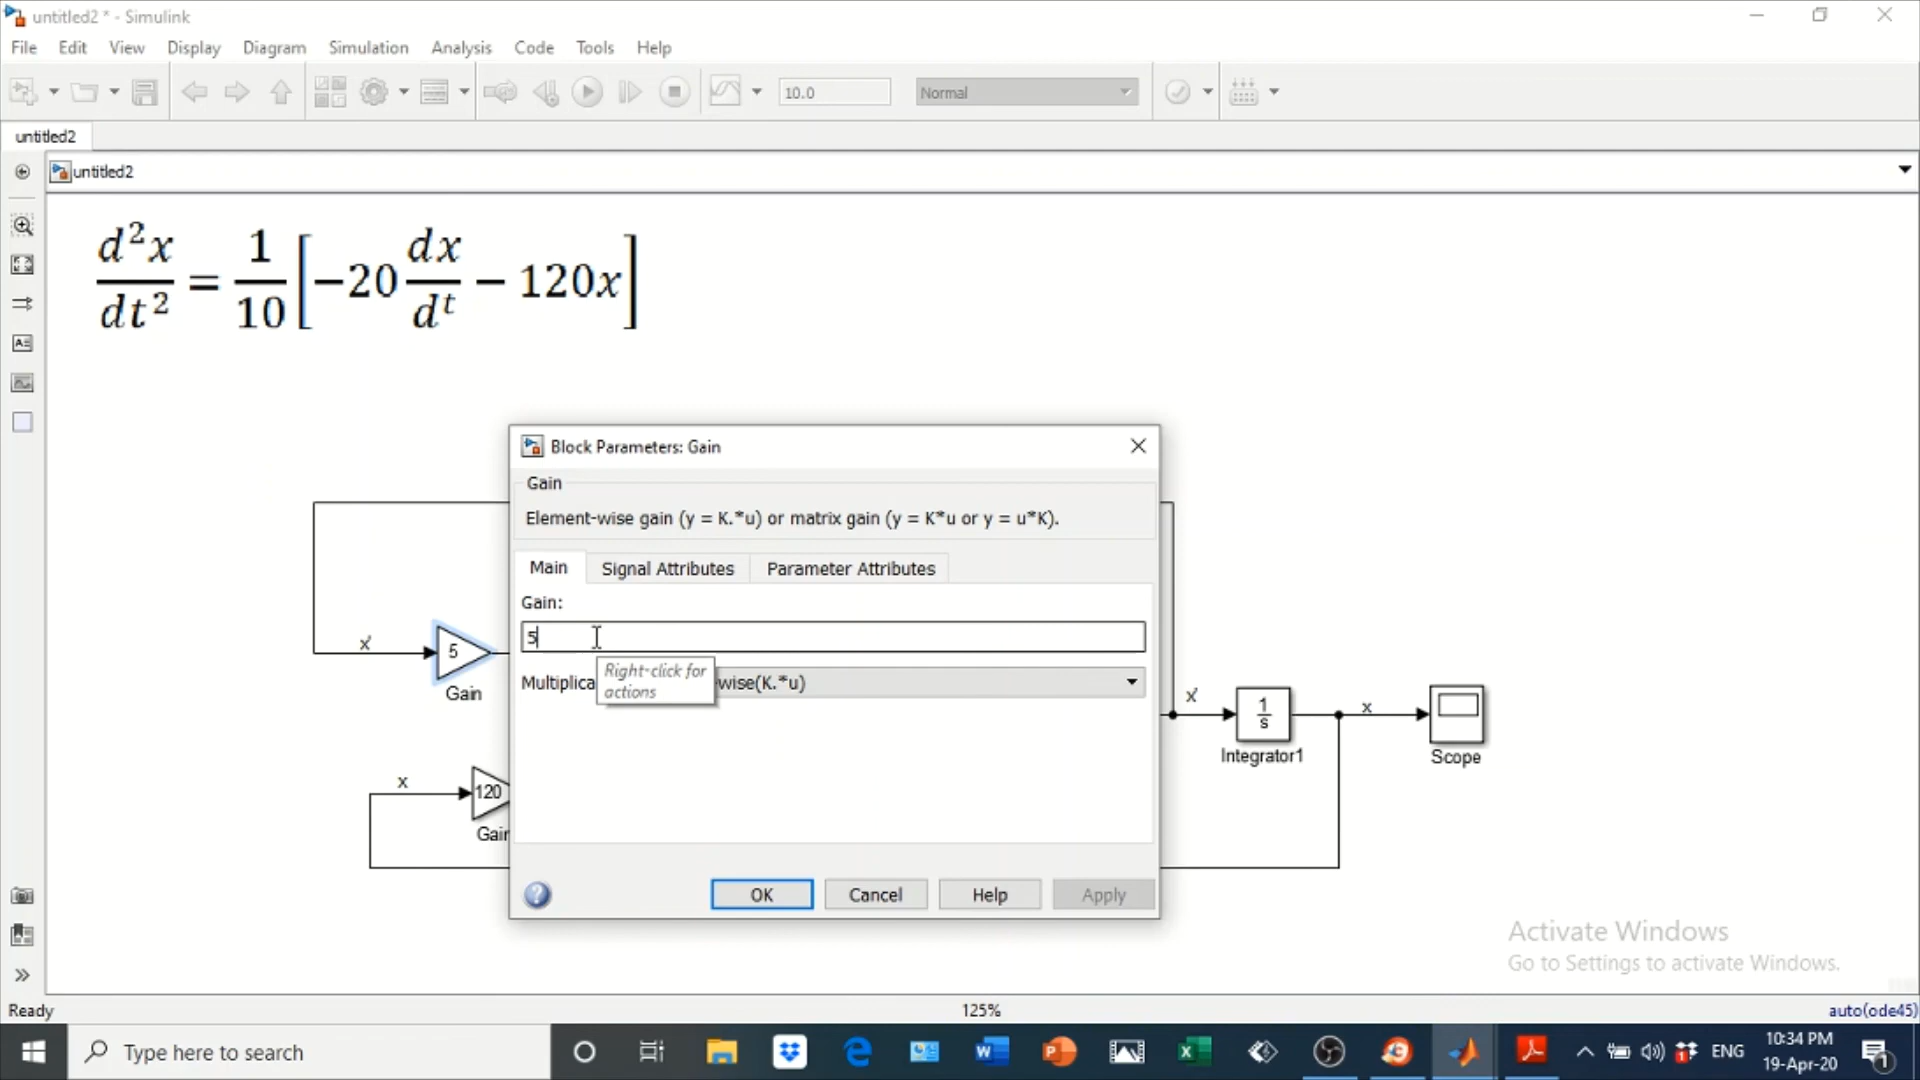 untitled2 * - Simulink
File Edit View Display Diagram Simulation Analysis Code Tools Help
10.0 Normal
untitled2
untitled2
d²x/dt² = 1/10 [−20 dx/dt − 120x]
Block Parameters: Gain
Gain
Element-wise gain (y = K.*u) or matrix gain (y = K*u or y = u*K).
Main Signal Attributes Parameter Attributes
Gain:
5
Right-click for
actions
Multiplica wise(K.*u)
OK Cancel Help Apply
x'
5
Gain
x
120
Gain
x'
1
s
Integrator1
x
Scope
Activate Windows
Go to Settings to activate Windows.
Ready 125% auto(ode45)
Type here to search
ENG
10:34 PM
19-Apr-20
1